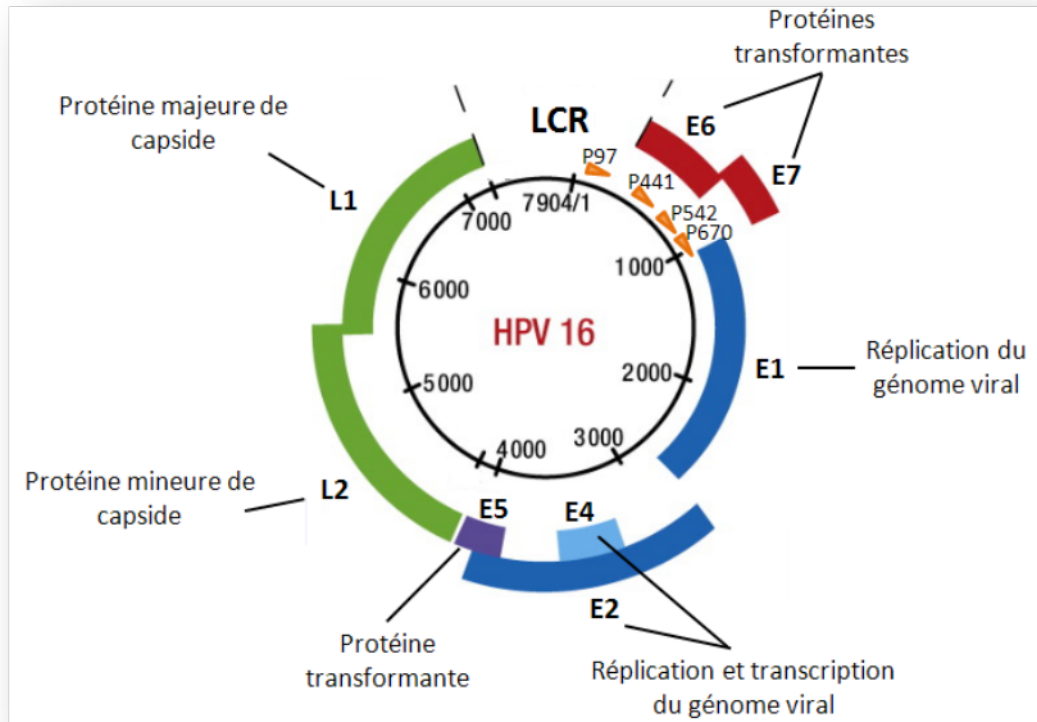 Protéines
transformantes
Protéine majeure de
capside
LCR
E6
P97
E7
P441
L1
7904/1
P542
7000
P670
1000
6000
HPV 16
Réplication du
génome viral
E1
2000
5000
3000
4000
Protéine mineure de
capside
L2
E5
E4
E2
Protéine
transformante
Réplication et transcription
du génome viral